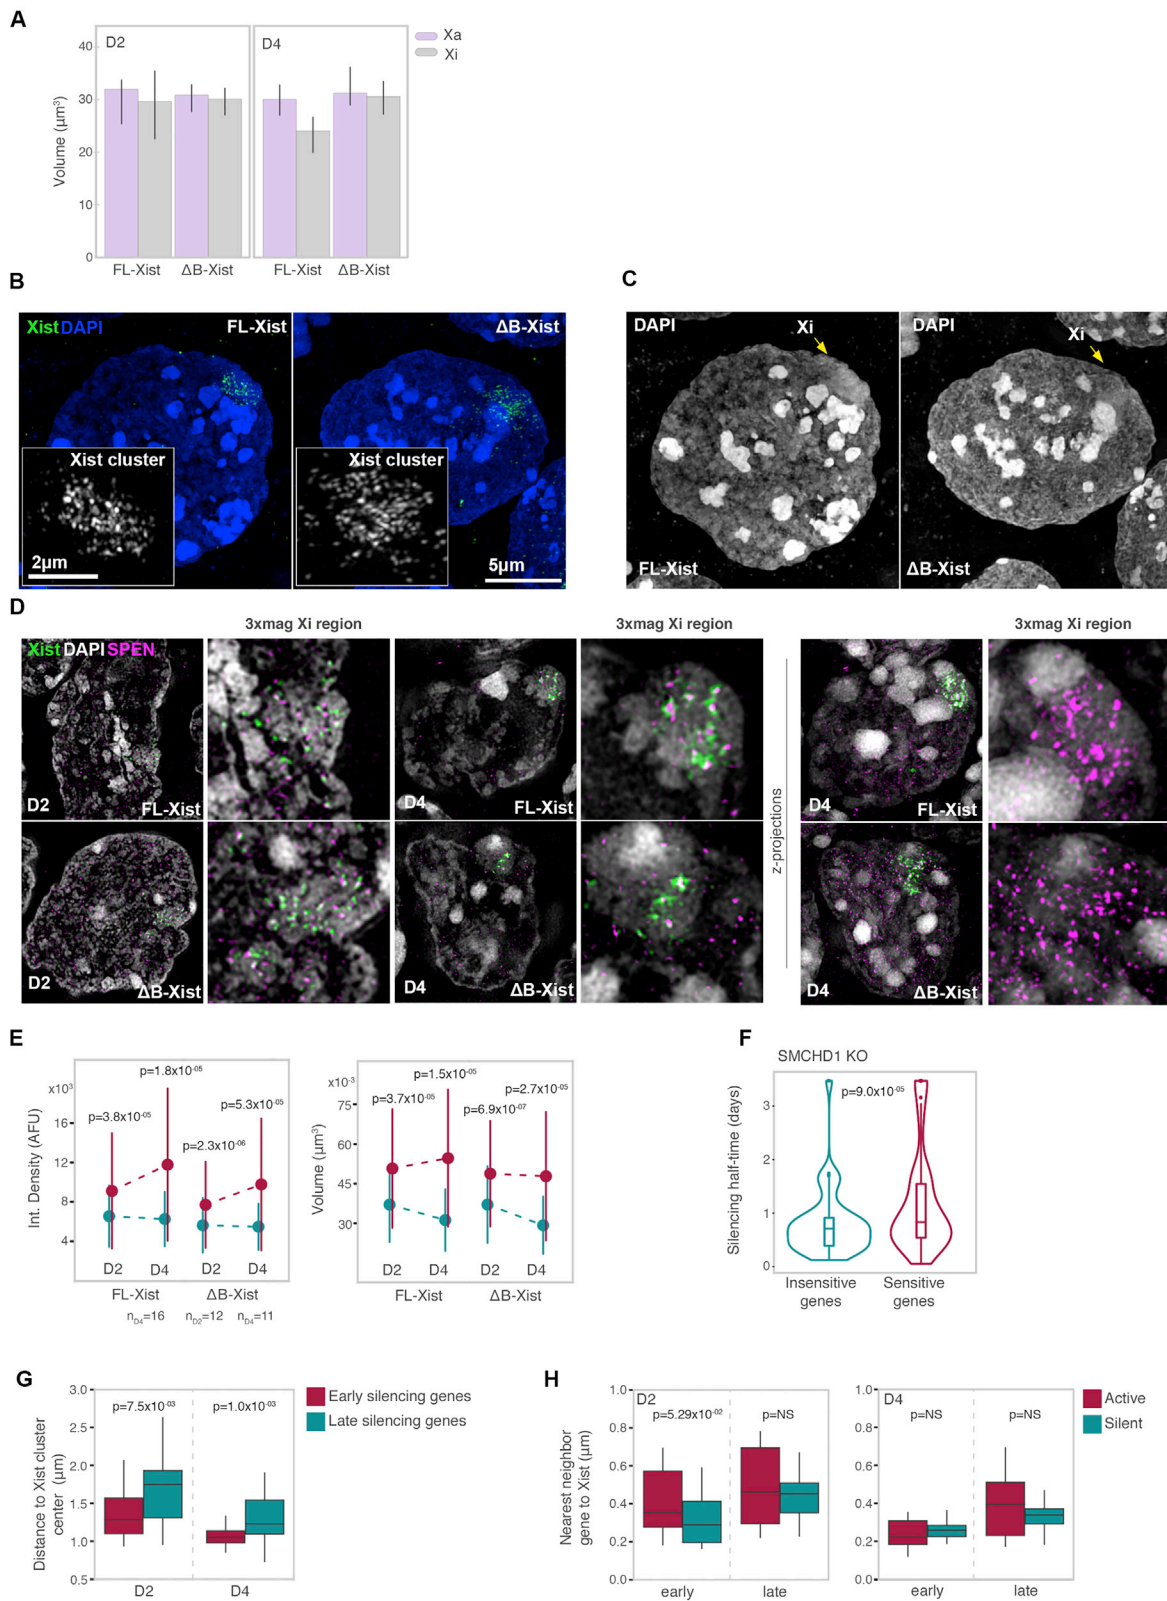 A
D2
D4
Xa
Xi
Volume (µm³)
40
30
20
10
0
FL-Xist
ΔB-Xist
FL-Xist
ΔB-Xist
B
XistDAPI
FL-Xist
ΔB-Xist
Xist cluster
Xist cluster
2µm
5µm
C
DAPI
Xi
DAPI
Xi
FL-Xist
ΔB-Xist
D
3xmag Xi region
3xmag Xi region
3xmag Xi region
XistDAPISPEN
D2
FL-Xist
D4
FL-Xist
D4
FL-Xist
z-projections
D2
ΔB-Xist
D4
ΔB-Xist
D4
ΔB-Xist
E
x10³
Int. Density (AFU)
16
12
8
4
p=3.8x10⁻⁰⁵
p=1.8x10⁻⁰⁵
p=2.3x10⁻⁰⁶
p=5.3x10⁻⁰⁵
D2
D4
D2
D4
FL-Xist
ΔB-Xist
n_D4=16
n_D2=12
n_D4=11
x10⁻³
Volume (µm³)
75
60
45
30
p=3.7x10⁻⁰⁵
p=1.5x10⁻⁰⁵
p=6.9x10⁻⁰⁷
p=2.7x10⁻⁰⁵
D2
D4
D2
D4
FL-Xist
ΔB-Xist
F
SMCHD1 KO
Silencing half-time (days)
3
2
1
0
p=9.0x10⁻⁰⁵
Insensitive
genes
Sensitive
genes
G
Distance to Xist cluster
center (µm)
3.0
2.5
2.0
1.5
1.0
0.5
p=7.5x10⁻⁰³
p=1.0x10⁻⁰³
D2
D4
Early silencing genes
Late silencing genes
H
Nearest neighbor
gene to Xist (µm)
1.0
0.8
0.6
0.4
0.2
0.0
D2
p=5.29x10⁻⁰²
p=NS
early
late
1.0
0.8
0.6
0.4
0.2
0.0
D4
p=NS
p=NS
early
late
Active
Silent